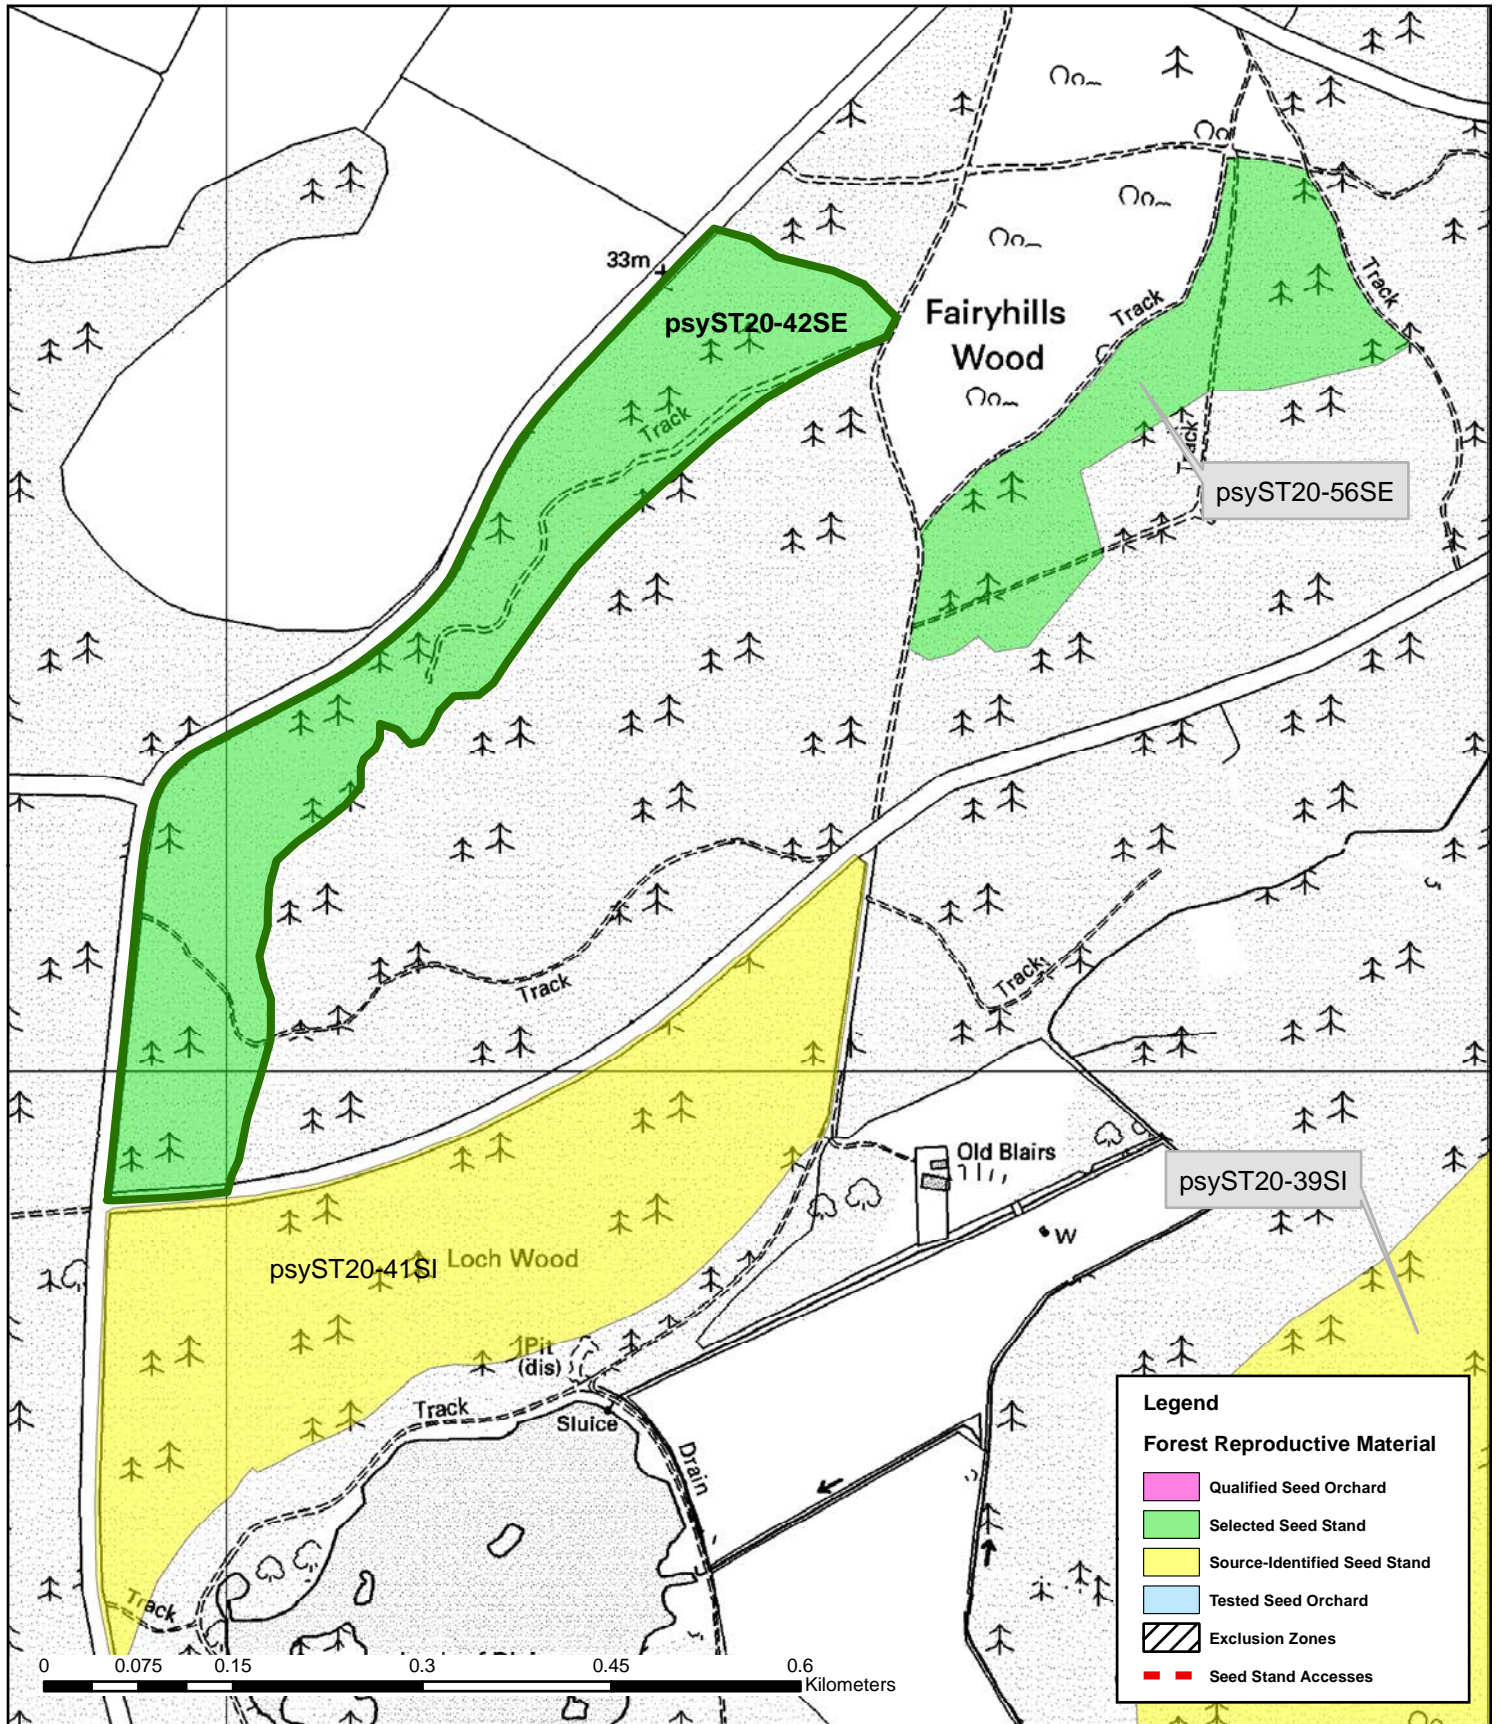 33m
psyST20-42SE
Fairyhills
Wood
Track
Track
Track
psyST20-56SE
Track
Track
Old Blairs
psyST20-39SI
W
psyST20-41SI
Loch Wood
Pit
(dis)
Track
Sluice
Drain
Track
Legend
Forest Reproductive Material
Qualified Seed Orchard
Selected Seed Stand
Source-Identified Seed Stand
Tested Seed Orchard
Exclusion Zones
Seed Stand Accesses
0 0.075 0.15 0.3 0.45 0.6
Kilometers